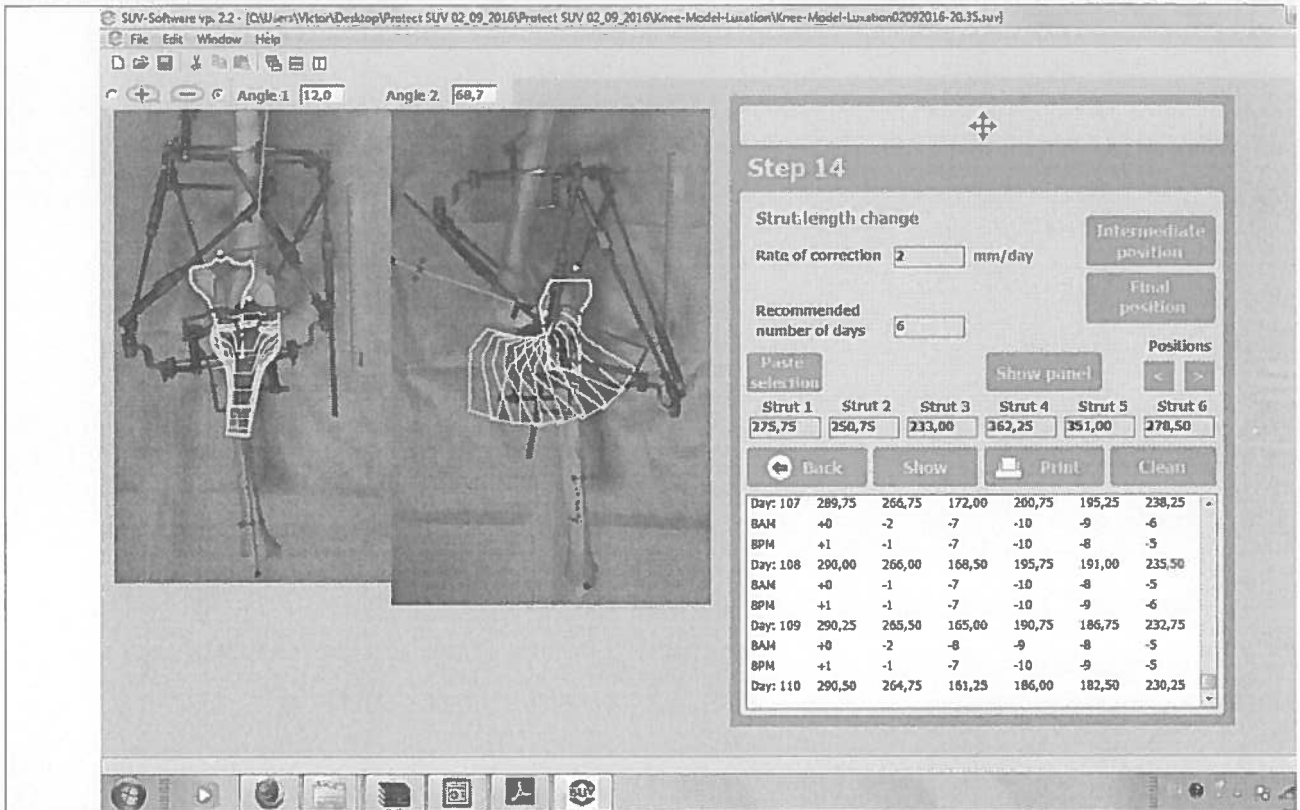 SUV-Software vp. 2.2 - [C:\Users\Victor\Desktop\Protect SUV 02_09_2016\Protect SUV 02_09_2016\Knee-Model-Luxation\Knee-Model-Luxation02092016-20.35.suv]
File Edit Window Help
Angle 1 12,0 Angle 2 68,7
Step 14
Strut length change
Rate of correction 2 mm/day
Intermediate position
Final position
Recommended number of days 6
Positions
Paste selection
Show panel
< >
Strut 1 Strut 2 Strut 3 Strut 4 Strut 5 Strut 6
275,75 250,75 233,00 362,25 351,00 278,50
Back Show Print Clean
Day: 107 289,75 266,75 172,00 200,75 195,25 238,25
8AM +0 -2 -7 -10 -9 -6
8PM +1 -1 -7 -10 -8 -5
Day: 108 290,00 266,00 168,50 195,75 191,00 235,50
8AM +0 -1 -7 -10 -8 -5
8PM +1 -1 -7 -10 -9 -6
Day: 109 290,25 265,50 165,00 190,75 186,75 232,75
8AM +0 -2 -8 -9 -8 -5
8PM +1 -1 -7 -10 -9 -5
Day: 110 290,50 264,75 161,25 186,00 182,50 230,25
SUV